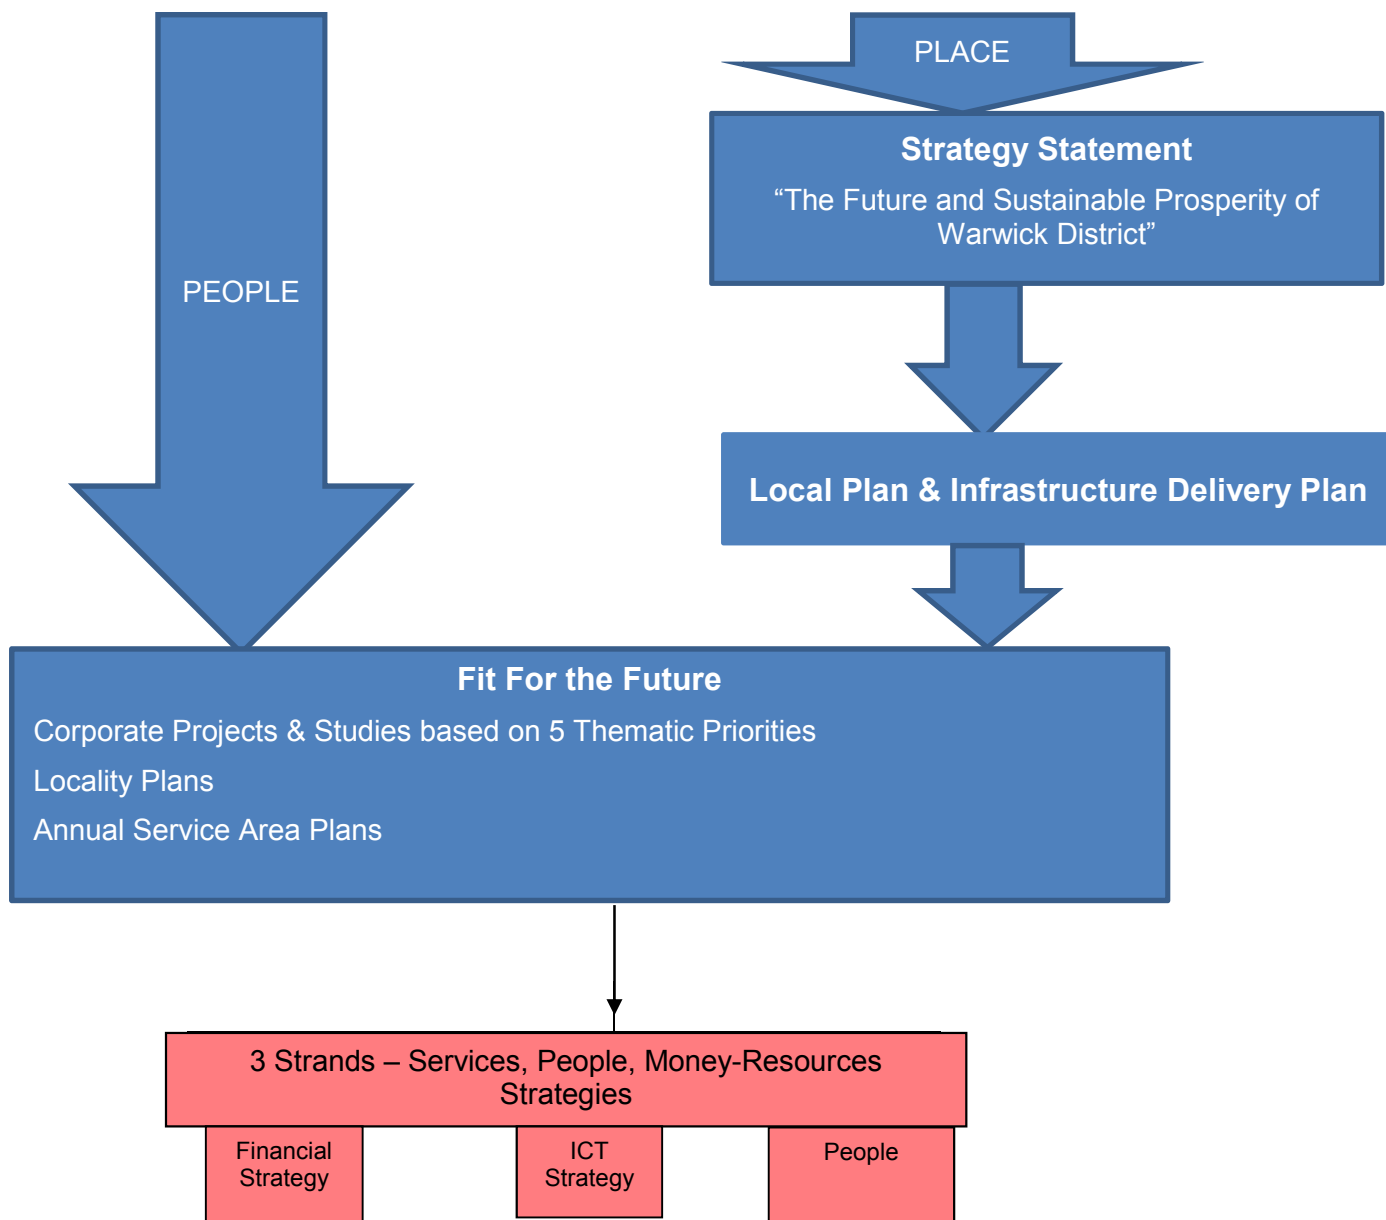 PLACE
Strategy Statement
“The Future and Sustainable Prosperity of
Warwick District”
PEOPLE
Local Plan & Infrastructure Delivery Plan
Fit For the Future
Corporate Projects & Studies based on 5 Thematic Priorities
Locality Plans
Annual Service Area Plans
3 Strands – Services, People, Money-Resources
Strategies
Financial
Strategy
ICT
Strategy
People